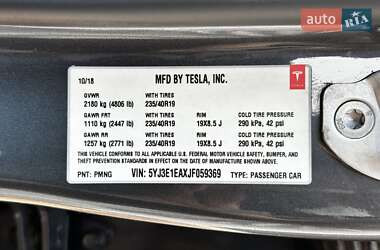 auto RIA
10/18 MFD BY TESLA, INC.
GVWR WITH TIRES
2180 kg (4806 lb) 235/40R19
GAWR FRT WITH TIRES RIM COLD TIRE PRESSURE
1110 kg (2447 lb) 235/40R19 19X8.5 J 290 kPa, 42 psi
GAWR RR WITH TIRES RIM COLD TIRE PRESSURE
1257 kg (2771 lb) 235/40R19 19X8.5 J 290 kPa, 42 psi
THIS VEHICLE CONFORMS TO ALL APPLICABLE U.S. FEDERAL MOTOR VEHICLE SAFETY, BUMPER, AND
THEFT PREVENTION STANDARDS IN EFFECT ON THE DATE OF MANUFACTURE SHOWN ABOVE.
PNT: PMNG VIN: 5YJ3E1EAXJF059369 TYPE: PASSENGER CAR